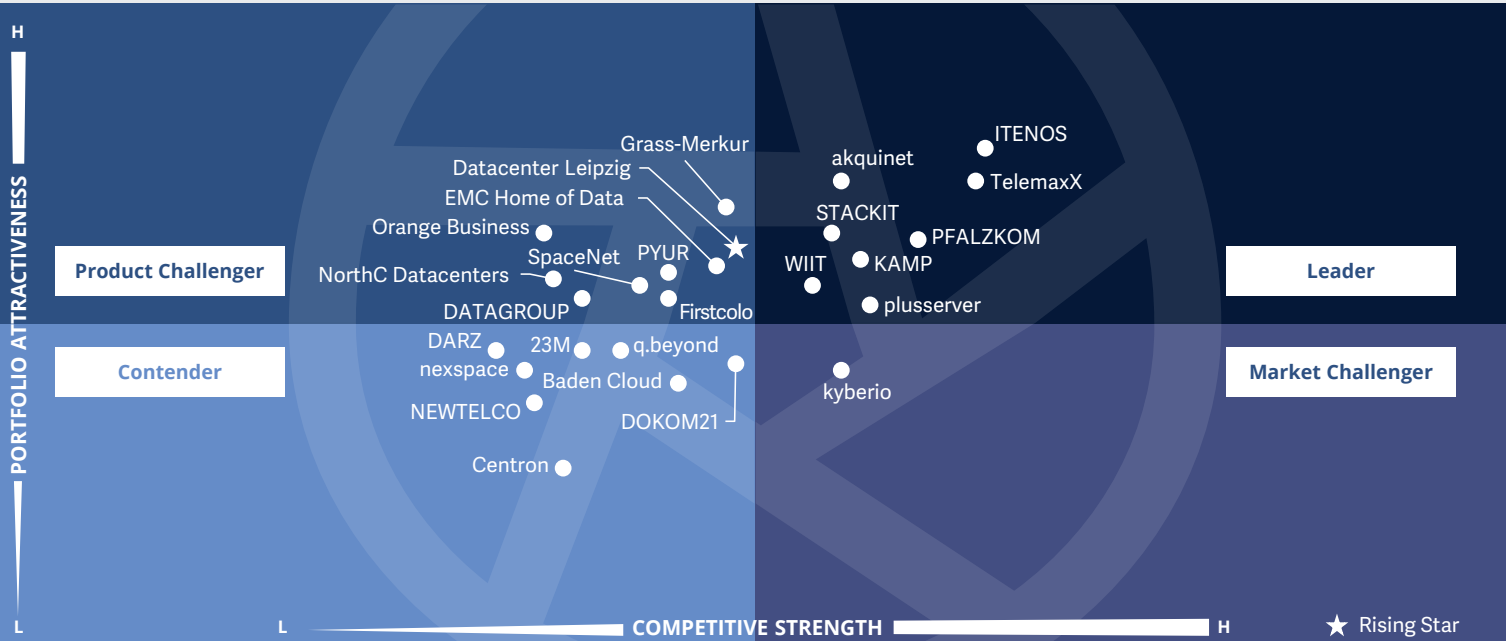 H
PORTFOLIO ATTRACTIVENESS
L
Product Challenger
Contender
Grass-Merkur
Datacenter Leipzig
EMC Home of Data
Orange Business
SpaceNet
PYUR
NorthC Datacenters
DATAGROUP
Firstcolo
DARZ
23M
q.beyond
nexspace
Baden Cloud
NEWTELCO
DOKOM21
Centron
ITENOS
akquinet
TelemaxX
STACKIT
PFALZKOM
WIIT
KAMP
plusserver
kyberio
Leader
Market Challenger
L
COMPETITIVE STRENGTH
H
Rising Star